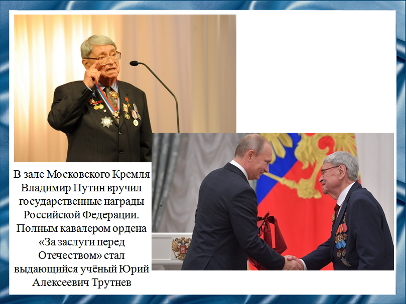 В зале Московского Кремля
Владимир Путин вручил
государственные награды
Российской Федерации.
Полным кавалером ордена
«За заслуги перед
Отечеством» стал
выдающийся учёный Юрий
Алексеевич Трутнев